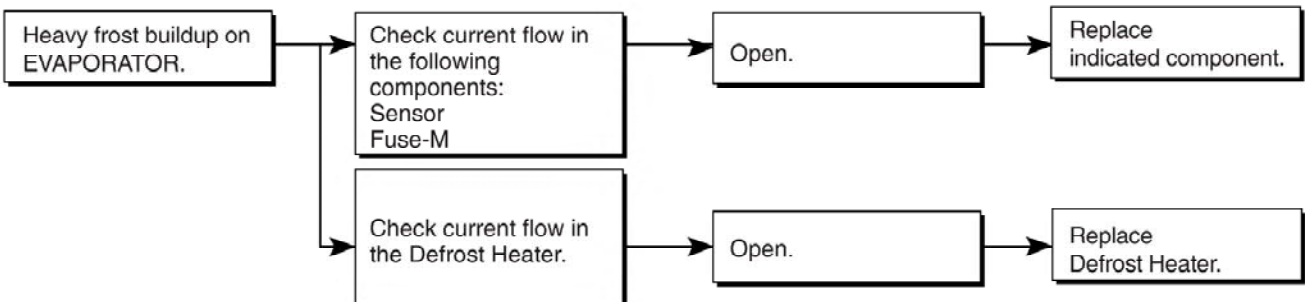 Heavy frost buildup on
EVAPORATOR.
Check current flow in
the following
components:
Sensor
Fuse-M
Open.
Replace
indicated component.
Check current flow in
the Defrost Heater.
Open.
Replace
Defrost Heater.